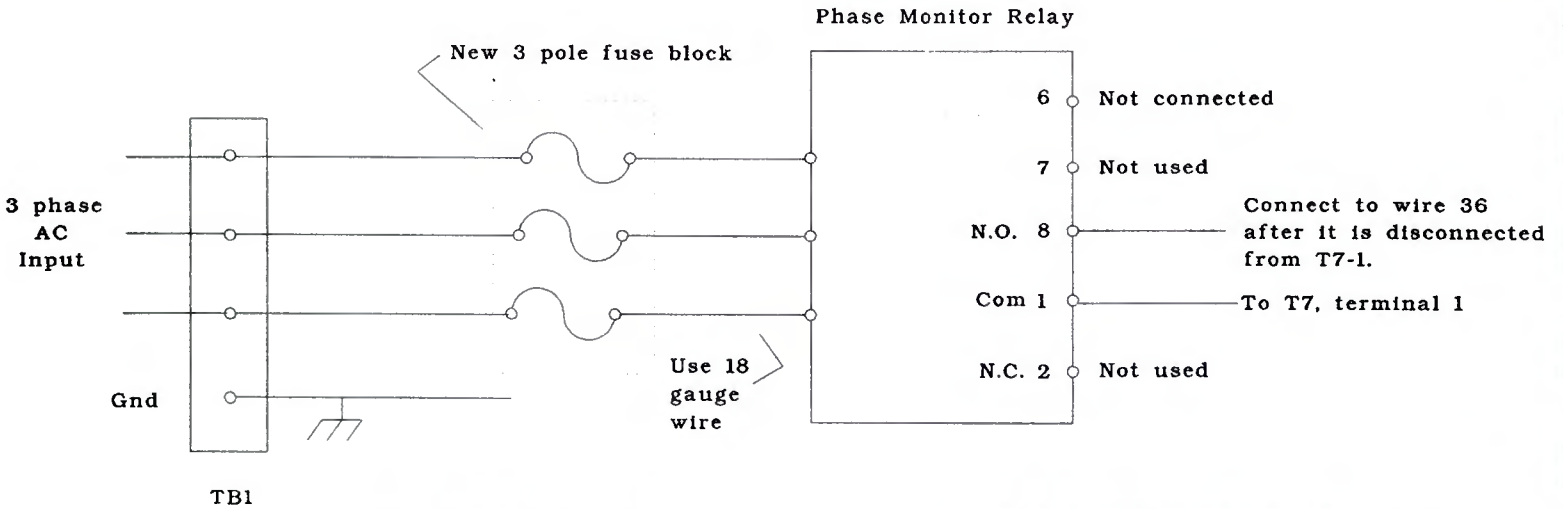 Phase Monitor Relay
New 3 pole fuse block
3 phase
AC
Input
Gnd
TB1
Use 18
gauge
wire
6 Not connected
7 Not used
N.O. 8
Connect to wire 36
after it is disconnected
from T7-1.
Com 1
To T7, terminal 1
N.C. 2 Not used